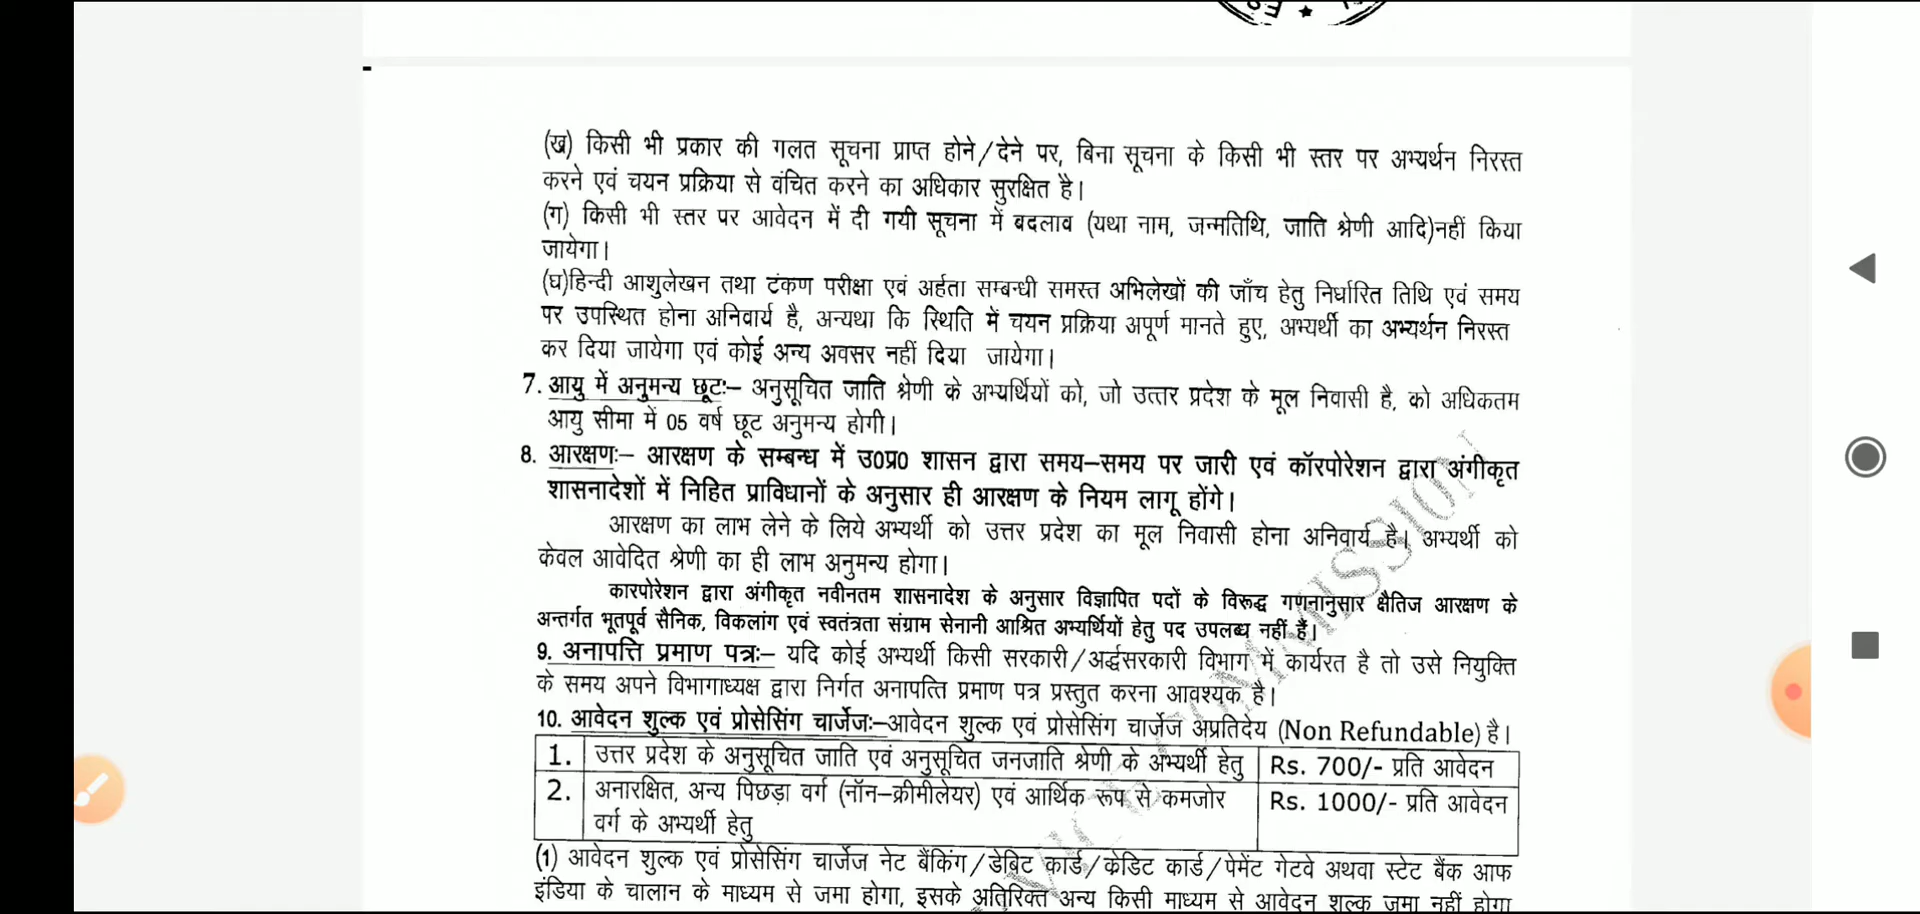 (ख) किसी भी प्रकार की गलत सूचना प्राप्त होने/देने पर, बिना सूचना के किसी भी स्तर पर अभ्यर्थन निरस्त
करने एवं चयन प्रक्रिया से वंचित करने का अधिकार सुरक्षित है।
(ग) किसी भी स्तर पर आवेदन में दी गयी सूचना में बदलाव (यथा नाम, जन्मतिथि, जाति श्रेणी आदि)नहीं किया
जायेगा।
(घ)हिन्दी आशुलेखन तथा टंकण परीक्षा एवं अर्हता सम्बन्धी समस्त अभिलेखों की जाँच हेतु निर्धारित तिथि एवं समय
पर उपस्थित होना अनिवार्य है, अन्यथा कि स्थिति में चयन प्रक्रिया अपूर्ण मानते हुए, अभ्यर्थी का अभ्यर्थन निरस्त
कर दिया जायेगा एवं कोई अन्य अवसर नहीं दिया जायेगा।
7. आयु में अनुमन्य छूटः– अनुसूचित जाति श्रेणी के अभ्यर्थियों को, जो उत्तर प्रदेश के मूल निवासी है, को अधिकतम
आयु सीमा में 05 वर्ष छूट अनुमन्य होगी।
8. आरक्षणः– आरक्षण के सम्बन्ध में उ0प्र0 शासन द्वारा समय–समय पर जारी एवं कॉरपोरेशन द्वारा अंगीकृत
शासनादेशों में निहित प्राविधानों के अनुसार ही आरक्षण के नियम लागू होंगे।
आरक्षण का लाभ लेने के लिये अभ्यर्थी को उत्तर प्रदेश का मूल निवासी होना अनिवार्य है। अभ्यर्थी को
केवल आवेदित श्रेणी का ही लाभ अनुमन्य होगा।
कारपोरेशन द्वारा अंगीकृत नवीनतम शासनादेश के अनुसार विज्ञापित पदों के विरूद्ध गणनानुसार क्षैतिज आरक्षण के
अन्तर्गत भूतपूर्व सैनिक, विकलांग एवं स्वतंत्रता संग्राम सेनानी आश्रित अभ्यर्थियों हेतु पद उपलब्ध नहीं हैं।
9. अनापत्ति प्रमाण पत्रः– यदि कोई अभ्यर्थी किसी सरकारी/अर्द्धसरकारी विभाग में कार्यरत है तो उसे नियुक्ति
के समय अपने विभागाध्यक्ष द्वारा निर्गत अनापत्ति प्रमाण पत्र प्रस्तुत करना आवश्यक है।
10. आवेदन शुल्क एवं प्रोसेसिंग चार्जेजः–आवेदन शुल्क एवं प्रोसेसिंग चार्जेज अप्रतिदेय (Non Refundable) है।
1. उत्तर प्रदेश के अनुसूचित जाति एवं अनुसूचित जनजाति श्रेणी के अभ्यर्थी हेतु Rs. 700/- प्रति आवेदन
2. अनारक्षित, अन्य पिछड़ा वर्ग (नॉन–क्रीमीलेयर) एवं आर्थिक रूप से कमजोर Rs. 1000/- प्रति आवेदन
वर्ग के अभ्यर्थी हेतु
(1) आवेदन शुल्क एवं प्रोसेसिंग चार्जेज नेट बैंकिंग/डेबिट कार्ड/क्रेडिट कार्ड/पेमेंट गेटवे अथवा स्टेट बैंक आफ
इंडिया के चालान के माध्यम से जमा होगा, इसके अतिरिक्त अन्य किसी माध्यम से आवेदन शुल्क जमा नहीं होगा